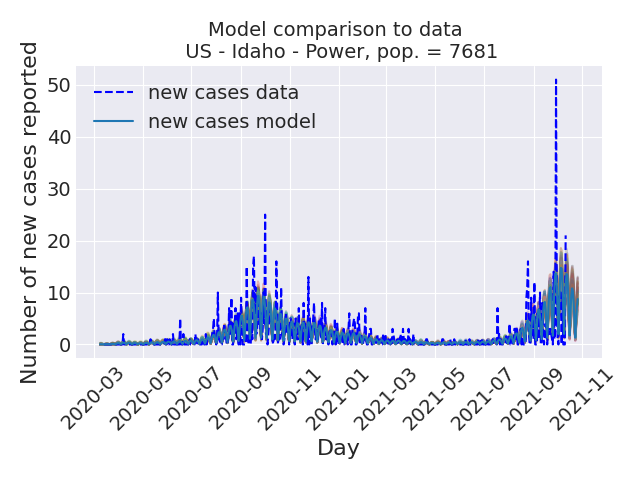 Model comparison to data
US - Idaho - Power, pop. = 7681
Number of new cases reported
50
40
30
20
10
0
new cases data
new cases model
2020-03
2020-05
2020-07
2020-09
2020-11
2021-01
2021-03
2021-05
2021-07
2021-09
2021-11
Day